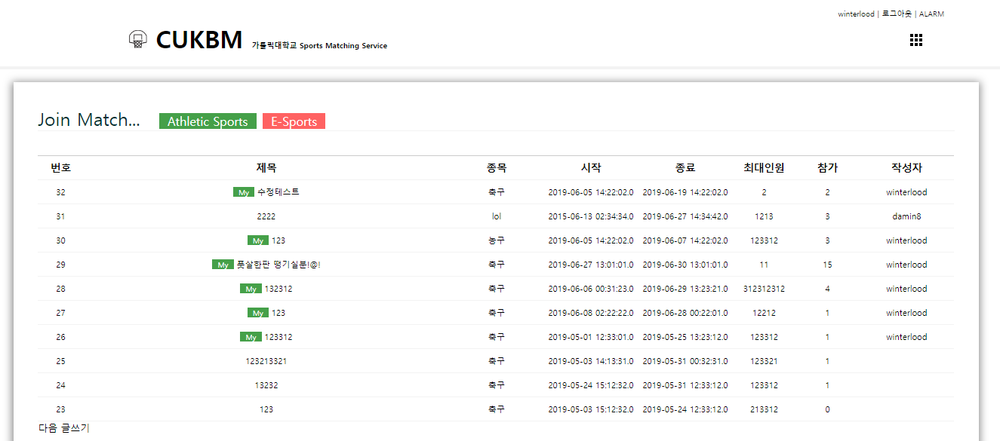 winterlood | 로그아웃 | ALARM
CUKBM 가톨릭대학교 Sports Matching Service
Join Match... Athletic Sports E-Sports
번호 제목 종목 시작 종료 최대인원 참가 작성자
32 My 수정테스트 축구 2019-06-05 14:22:02.0 2019-06-19 14:22:02.0 2 2 winterlood
31 2222 lol 2015-06-13 02:34:34.0 2019-06-27 14:34:42.0 1213 3 damin8
30 My 123 농구 2019-06-05 14:22:02.0 2019-06-07 14:22:02.0 123312 3 winterlood
29 My 풋살한판 땡기실분!@! 축구 2019-06-27 13:01:01.0 2019-06-30 13:01:01.0 11 15 winterlood
28 My 132312 축구 2019-06-06 00:31:23.0 2019-06-29 13:23:21.0 312312312 4 winterlood
27 My 123 축구 2019-06-08 02:22:22.0 2019-06-28 00:22:01.0 12212 1 winterlood
26 My 123312 축구 2019-05-01 12:33:01.0 2019-05-25 13:23:12.0 123312 1 winterlood
25 123213321 축구 2019-05-03 14:13:31.0 2019-05-31 00:32:31.0 123321 1
24 13232 축구 2019-05-24 15:12:32.0 2019-05-31 12:33:12.0 123312 1
23 123 축구 2019-05-03 15:12:32.0 2019-05-24 12:33:12.0 213312 0
다음 글쓰기